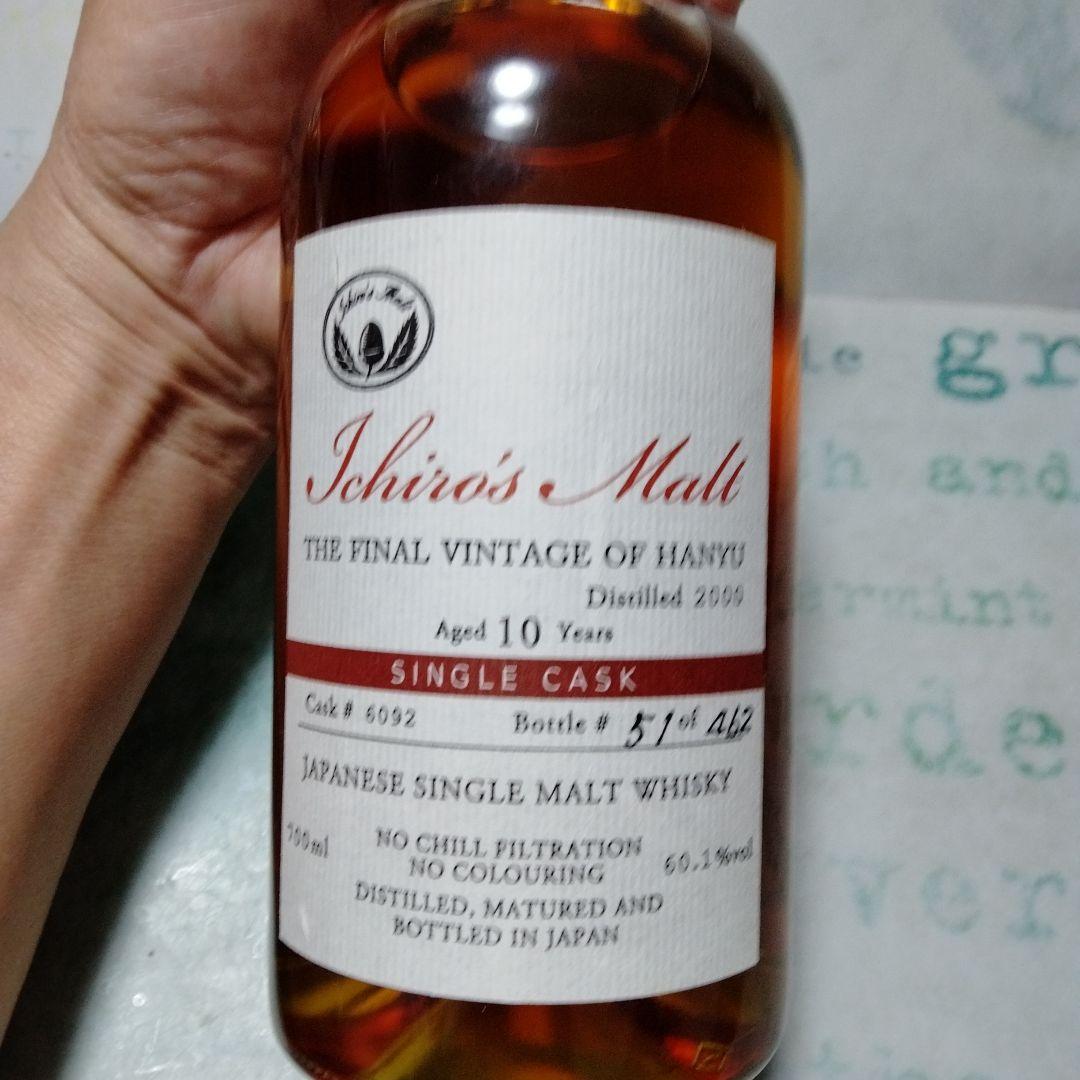 Ichiro's Malt
Ichiro's Malt
THE FINAL VINTAGE OF HANYU
Distilled 2000
Aged 10 Years
SINGLE CASK
Cask # 6092
Bottle # 51 of 462
JAPANESE SINGLE MALT WHISKY
700ml
NO CHILL FILTRATION
NO COLOURING
60.1%vol
DISTILLED, MATURED AND
BOTTLED IN JAPAN
gr
and
ver